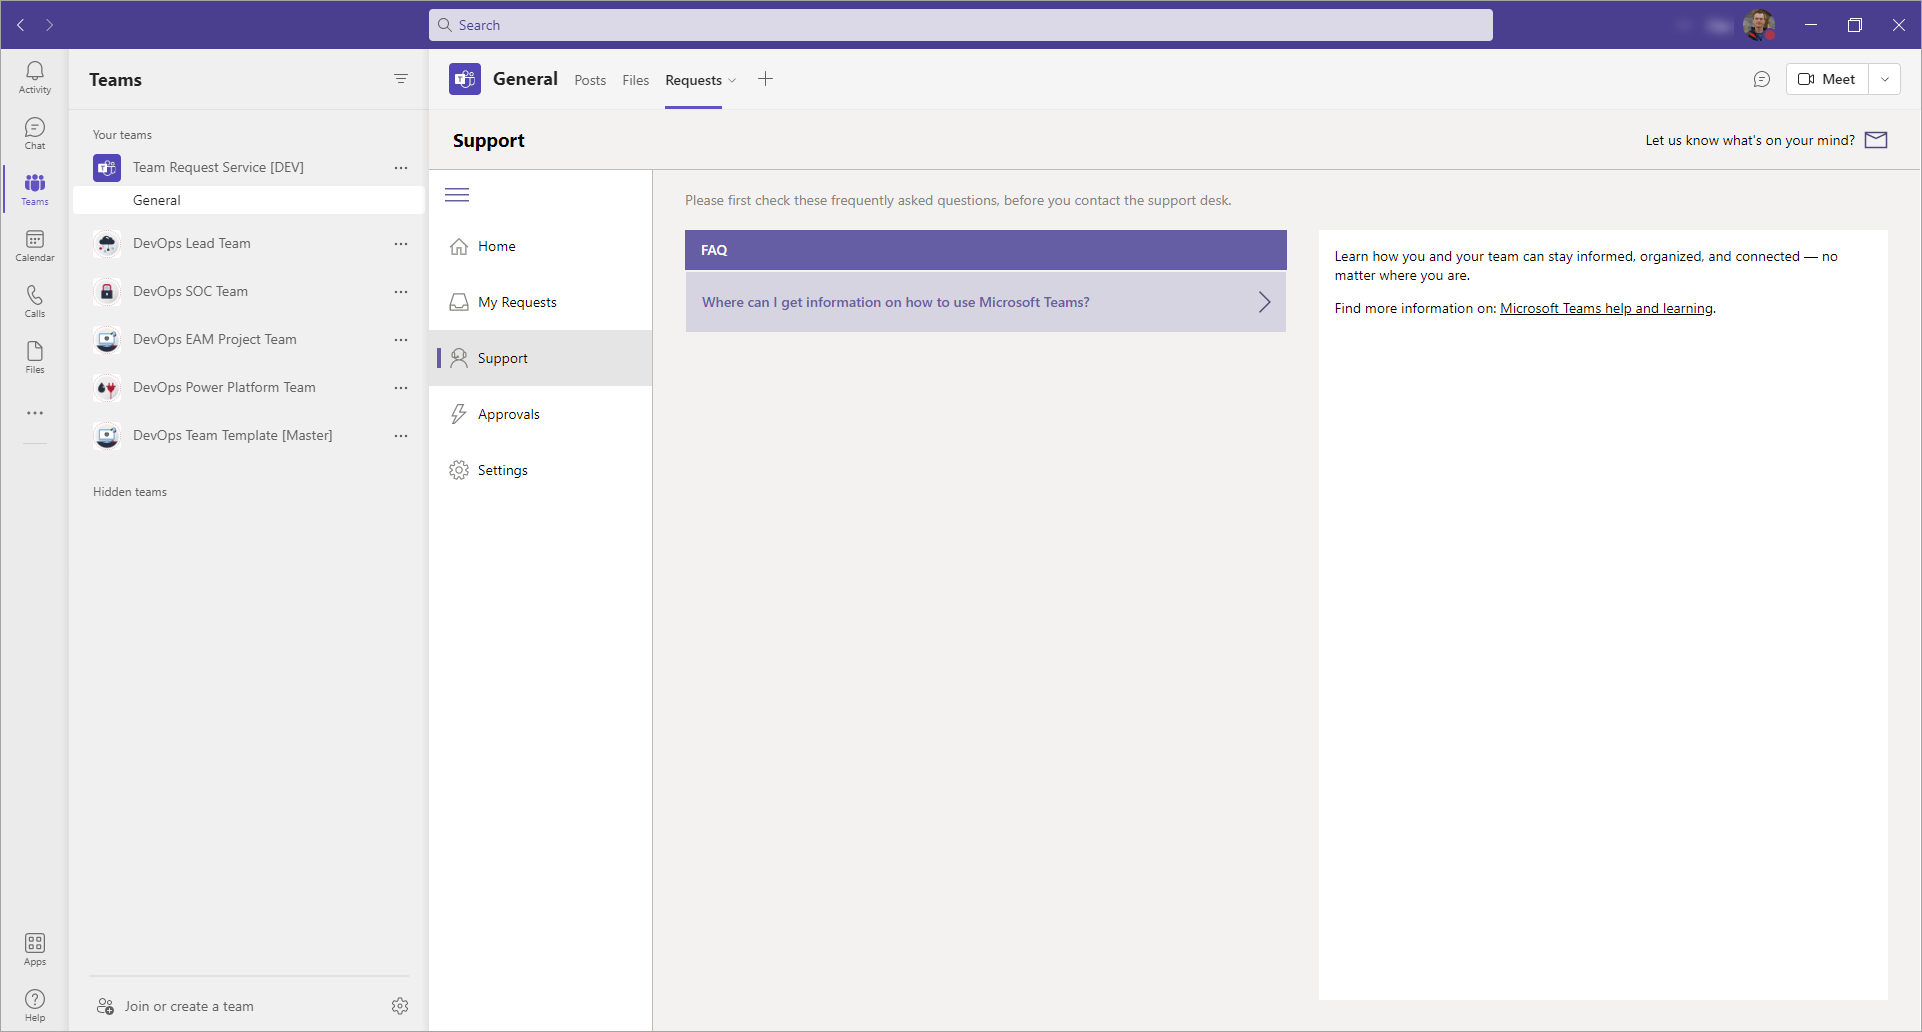 Search
Activity
Chat
Teams
Calendar
Calls
Files
Apps
Help
Teams
Your teams
Team Request Service [DEV]
General
DevOps Lead Team
DevOps SOC Team
DevOps EAM Project Team
DevOps Power Platform Team
DevOps Team Template [Master]
Hidden teams
Join or create a team
General
Posts
Files
Requests
Meet
Support
Let us know what's on your mind?
Home
My Requests
Support
Approvals
Settings
Please first check these frequently asked questions, before you contact the support desk.
FAQ
Where can I get information on how to use Microsoft Teams?
Learn how you and your team can stay informed, organized, and connected — no
matter where you are.
Find more information on: Microsoft Teams help and learning.